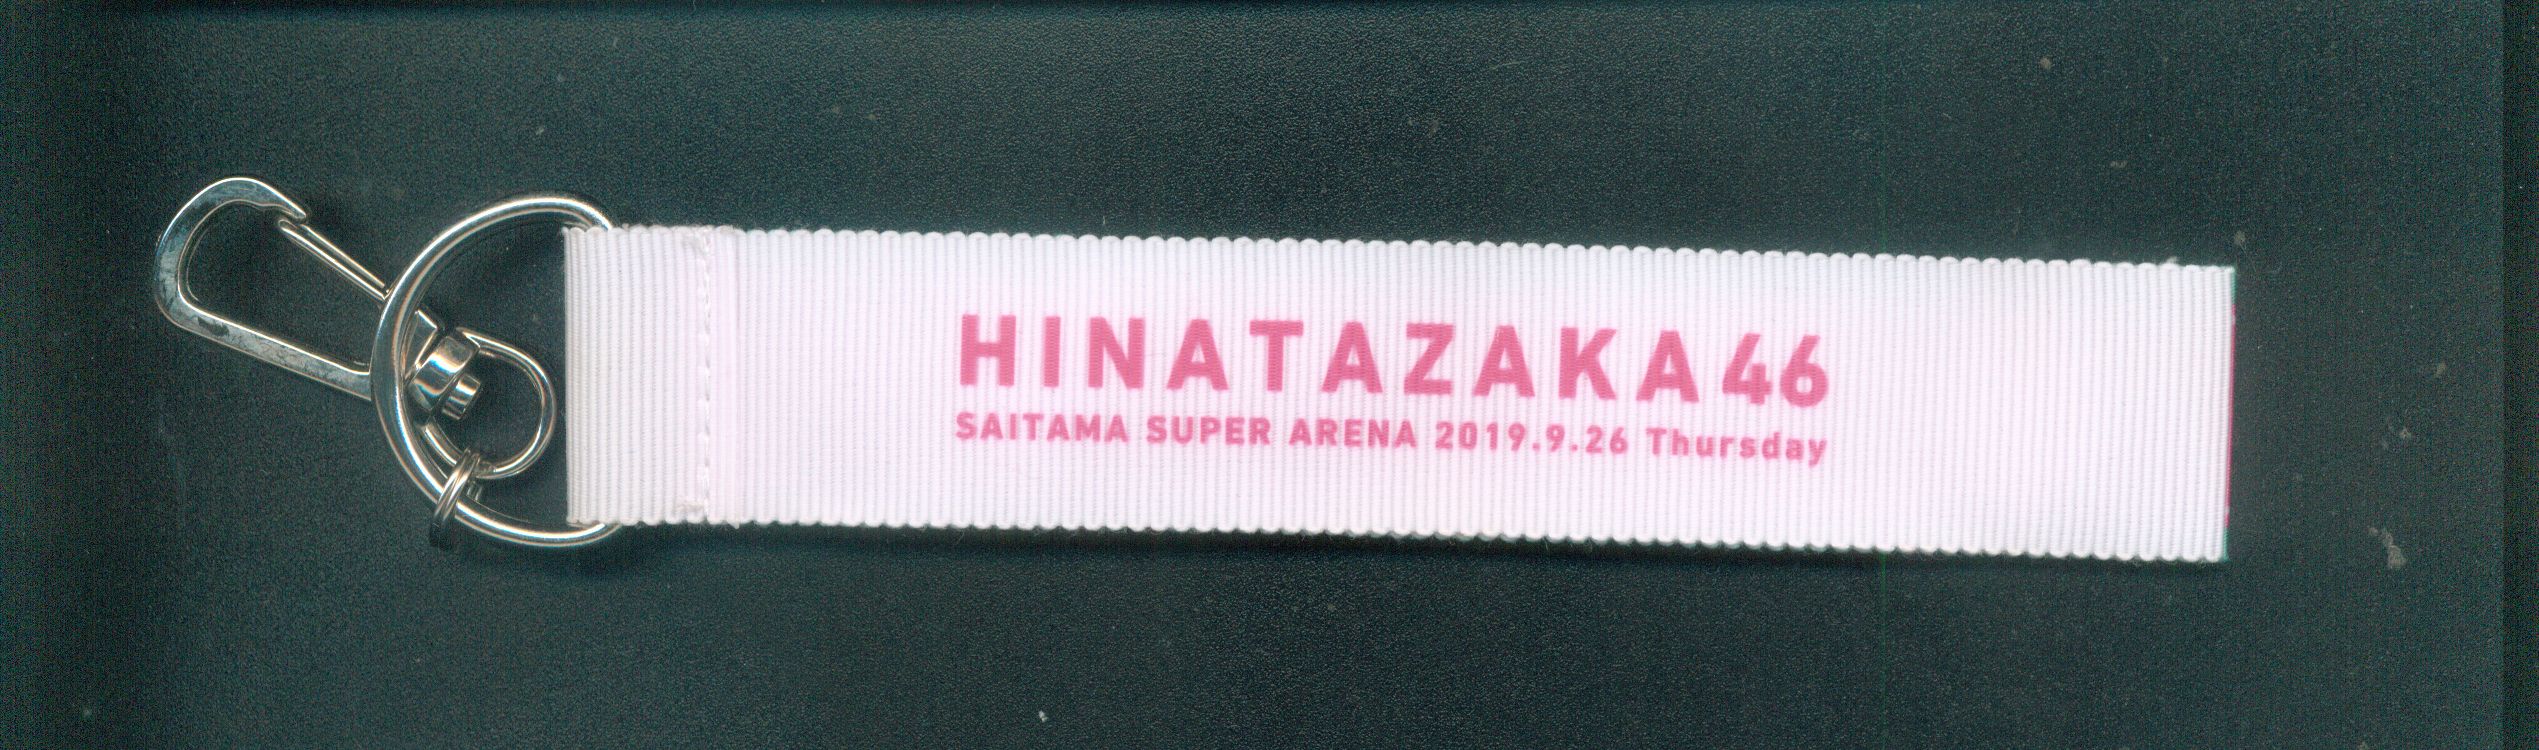 HINATAZAKA46
SAITAMA SUPER ARENA 2019.9.26 Thursday